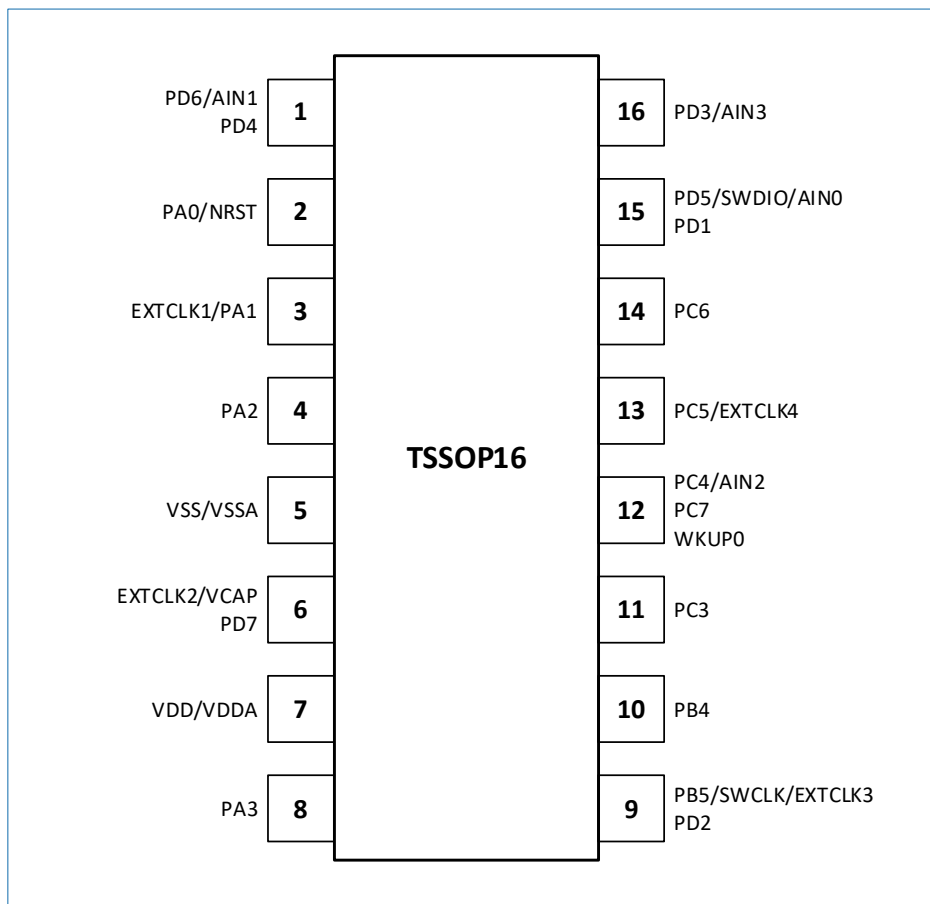 PD6/AIN1
PD4
1
16
PD3/AIN3
PA0/NRST
2
15
PD5/SWDIO/AIN0
PD1
EXTCLK1/PA1
3
14
PC6
PA2
4
13
PC5/EXTCLK4
TSSOP16
VSS/VSSA
5
12
PC4/AIN2
PC7
WKUP0
EXTCLK2/VCAP
PD7
6
11
PC3
VDD/VDDA
7
10
PB4
PA3
8
9
PB5/SWCLK/EXTCLK3
PD2